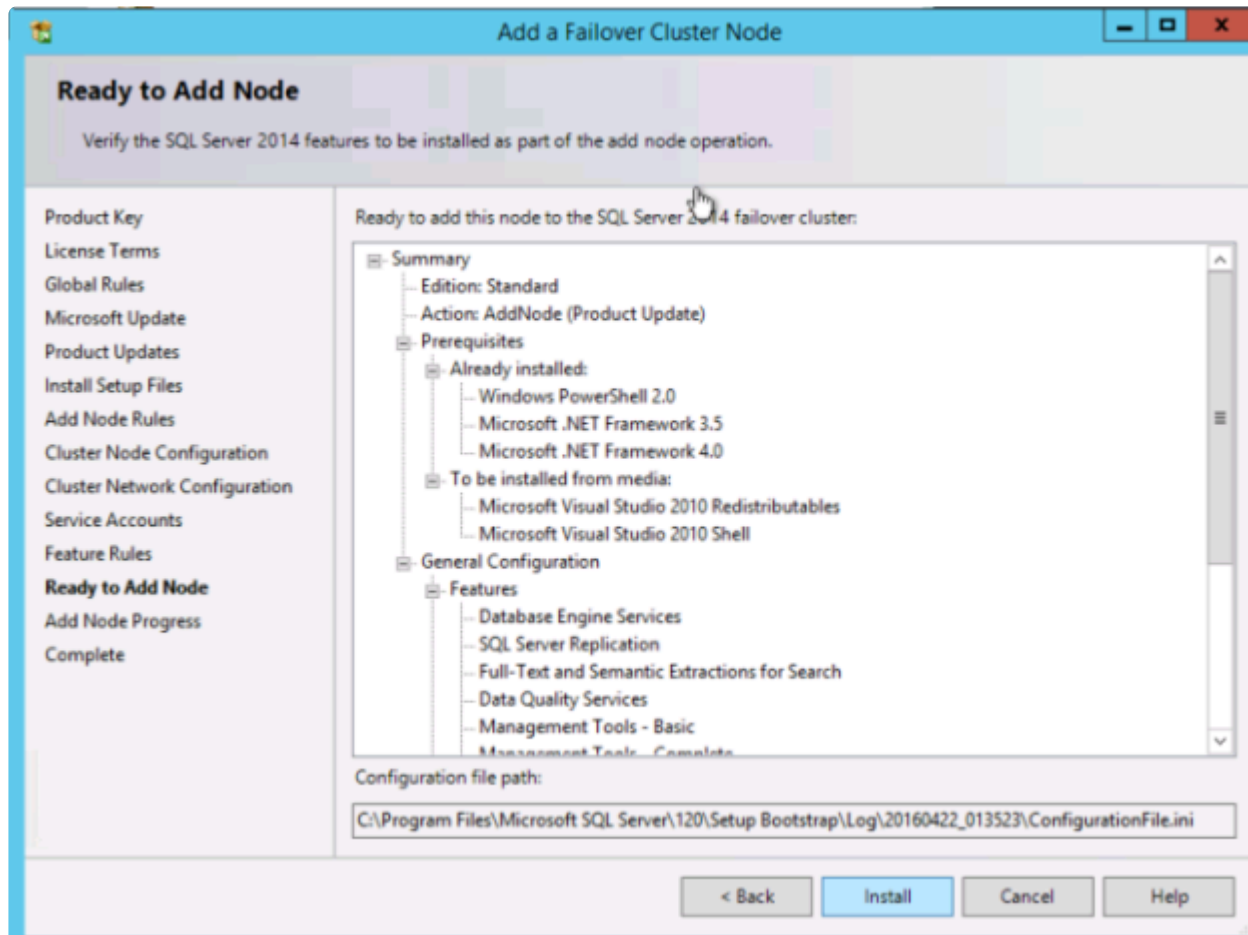 Add a Failover Cluster Node
Ready to Add Node
Verify the SQL Server 2014 features to be installed as part of the add node operation.
Product Key
License Terms
Global Rules
Microsoft Update
Product Updates
Install Setup Files
Add Node Rules
Cluster Node Configuration
Cluster Network Configuration
Service Accounts
Feature Rules
Ready to Add Node
Add Node Progress
Complete
Ready to add this node to the SQL Server 2014 failover cluster:
Summary
Edition: Standard
Action: AddNode (Product Update)
Prerequisites
Already installed:
Windows PowerShell 2.0
Microsoft .NET Framework 3.5
Microsoft .NET Framework 4.0
To be installed from media:
Microsoft Visual Studio 2010 Redistributables
Microsoft Visual Studio 2010 Shell
General Configuration
Features
Database Engine Services
SQL Server Replication
Full-Text and Semantic Extractions for Search
Data Quality Services
Management Tools - Basic
Management Tools - Complete
Configuration file path:
C:\Program Files\Microsoft SQL Server\120\Setup Bootstrap\Log\20160422_013523\ConfigurationFile.ini
< Back
Install
Cancel
Help